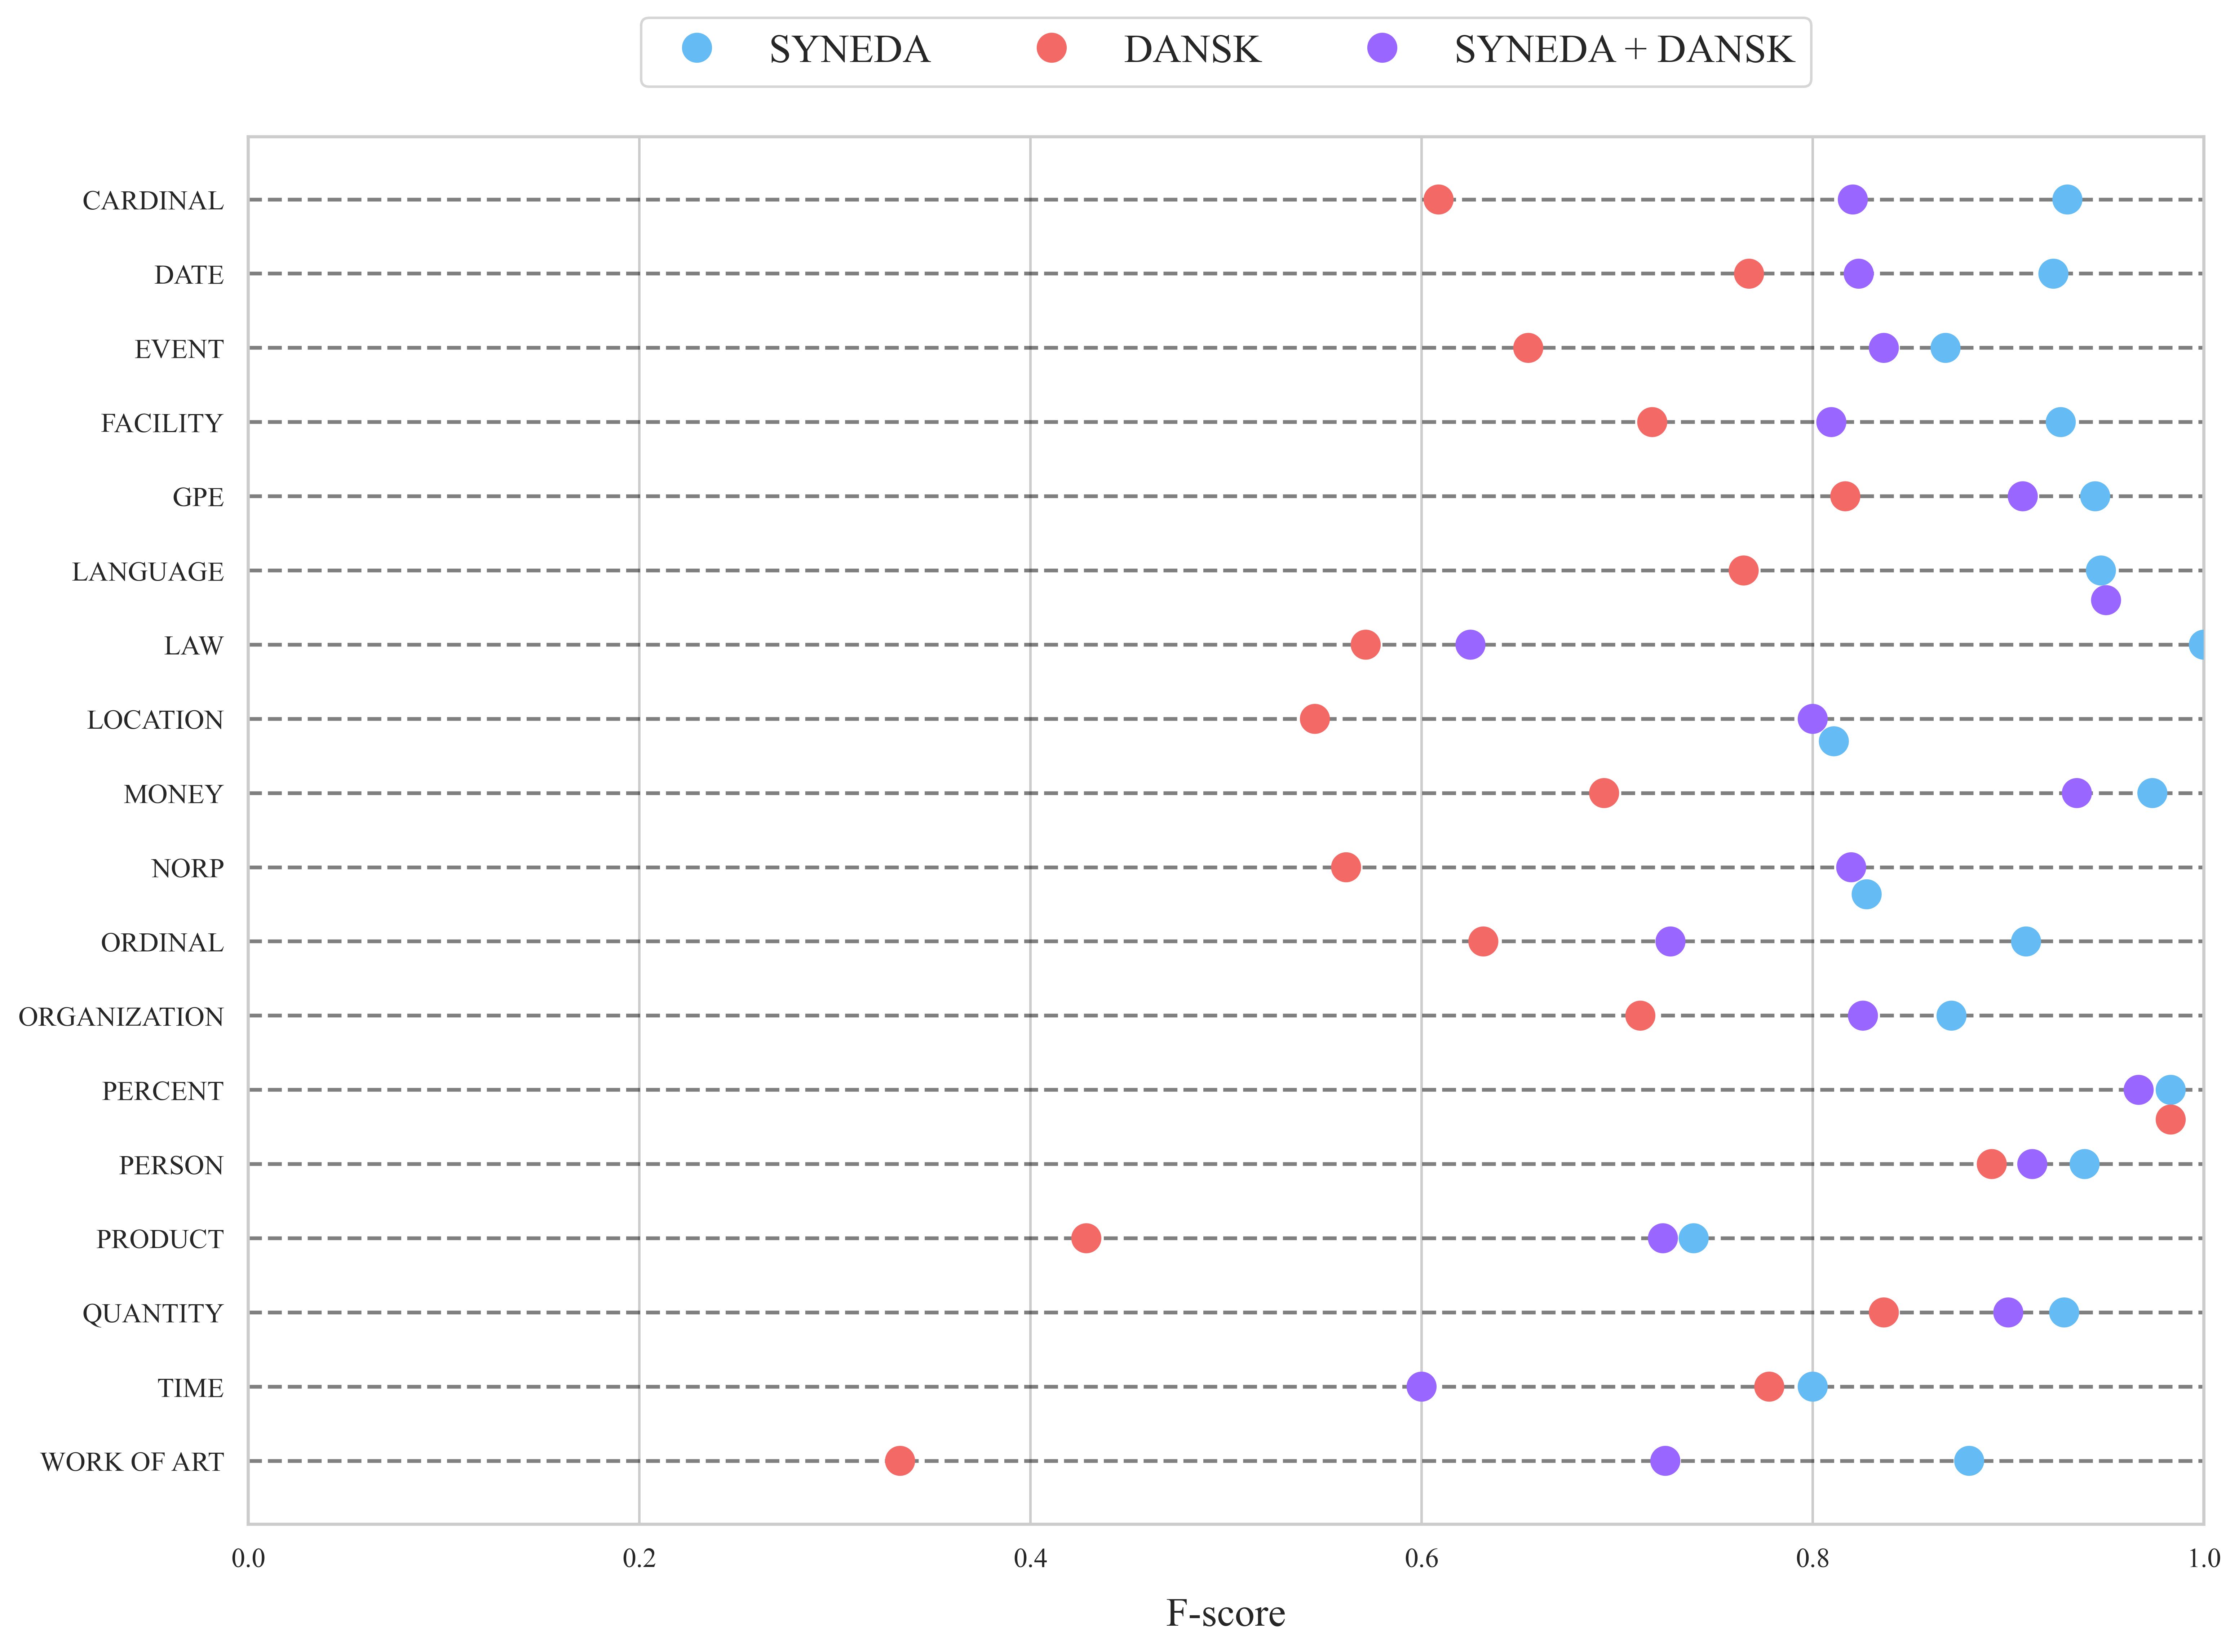 SYNEDA DANSK SYNEDA + DANSK
CARDINAL
DATE
EVENT
FACILITY
GPE
LANGUAGE
LAW
LOCATION
MONEY
NORP
ORDINAL
ORGANIZATION
PERCENT
PERSON
PRODUCT
QUANTITY
TIME
WORK OF ART
0.0 0.2 0.4 0.6 0.8 1.0
F-score